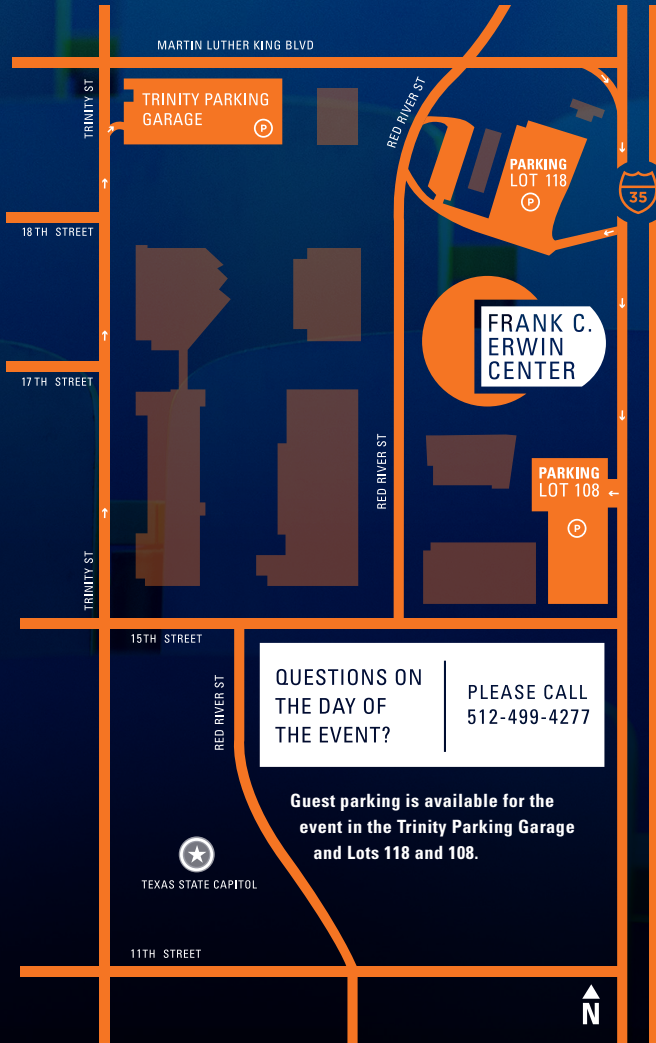 MARTIN LUTHER KING BLVD
TRINITY ST
TRINITY PARKING
GARAGE
P
RED RIVER ST
PARKING
LOT 118
P
35
18TH STREET
FRANK C.
ERWIN
CENTER
17TH STREET
RED RIVER ST
PARKING
LOT 108
P
TRINITY ST
15TH STREET
RED RIVER ST
QUESTIONS ON
THE DAY OF
THE EVENT?
PLEASE CALL
512-499-4277
Guest parking is available for the
event in the Trinity Parking Garage
and Lots 118 and 108.
TEXAS STATE CAPITOL
11TH STREET
N